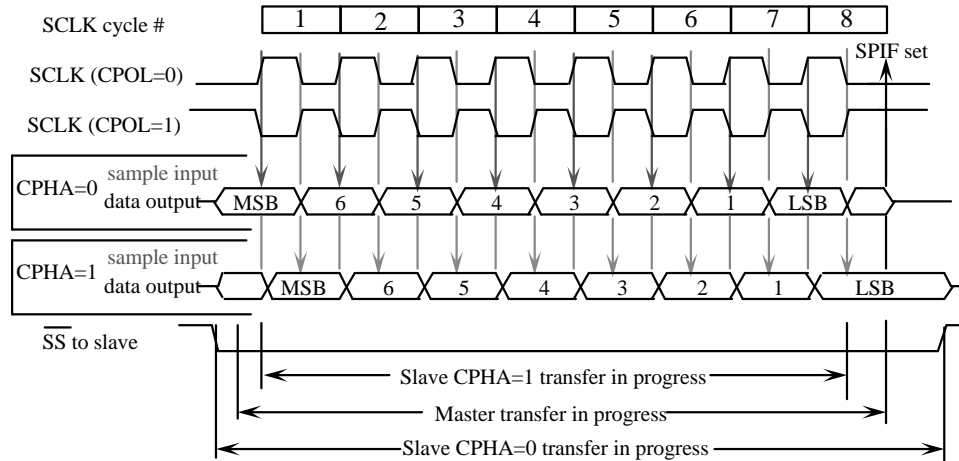 SCLK cycle # 1 2 3 4 5 6 7 8
SPIF set
SCLK (CPOL=0)
SCLK (CPOL=1)
CPHA=0 sample input
data output MSB 6 5 4 3 2 1 LSB
CPHA=1 sample input
data output MSB 6 5 4 3 2 1 LSB
SS to slave
Slave CPHA=1 transfer in progress
Master transfer in progress
Slave CPHA=0 transfer in progress